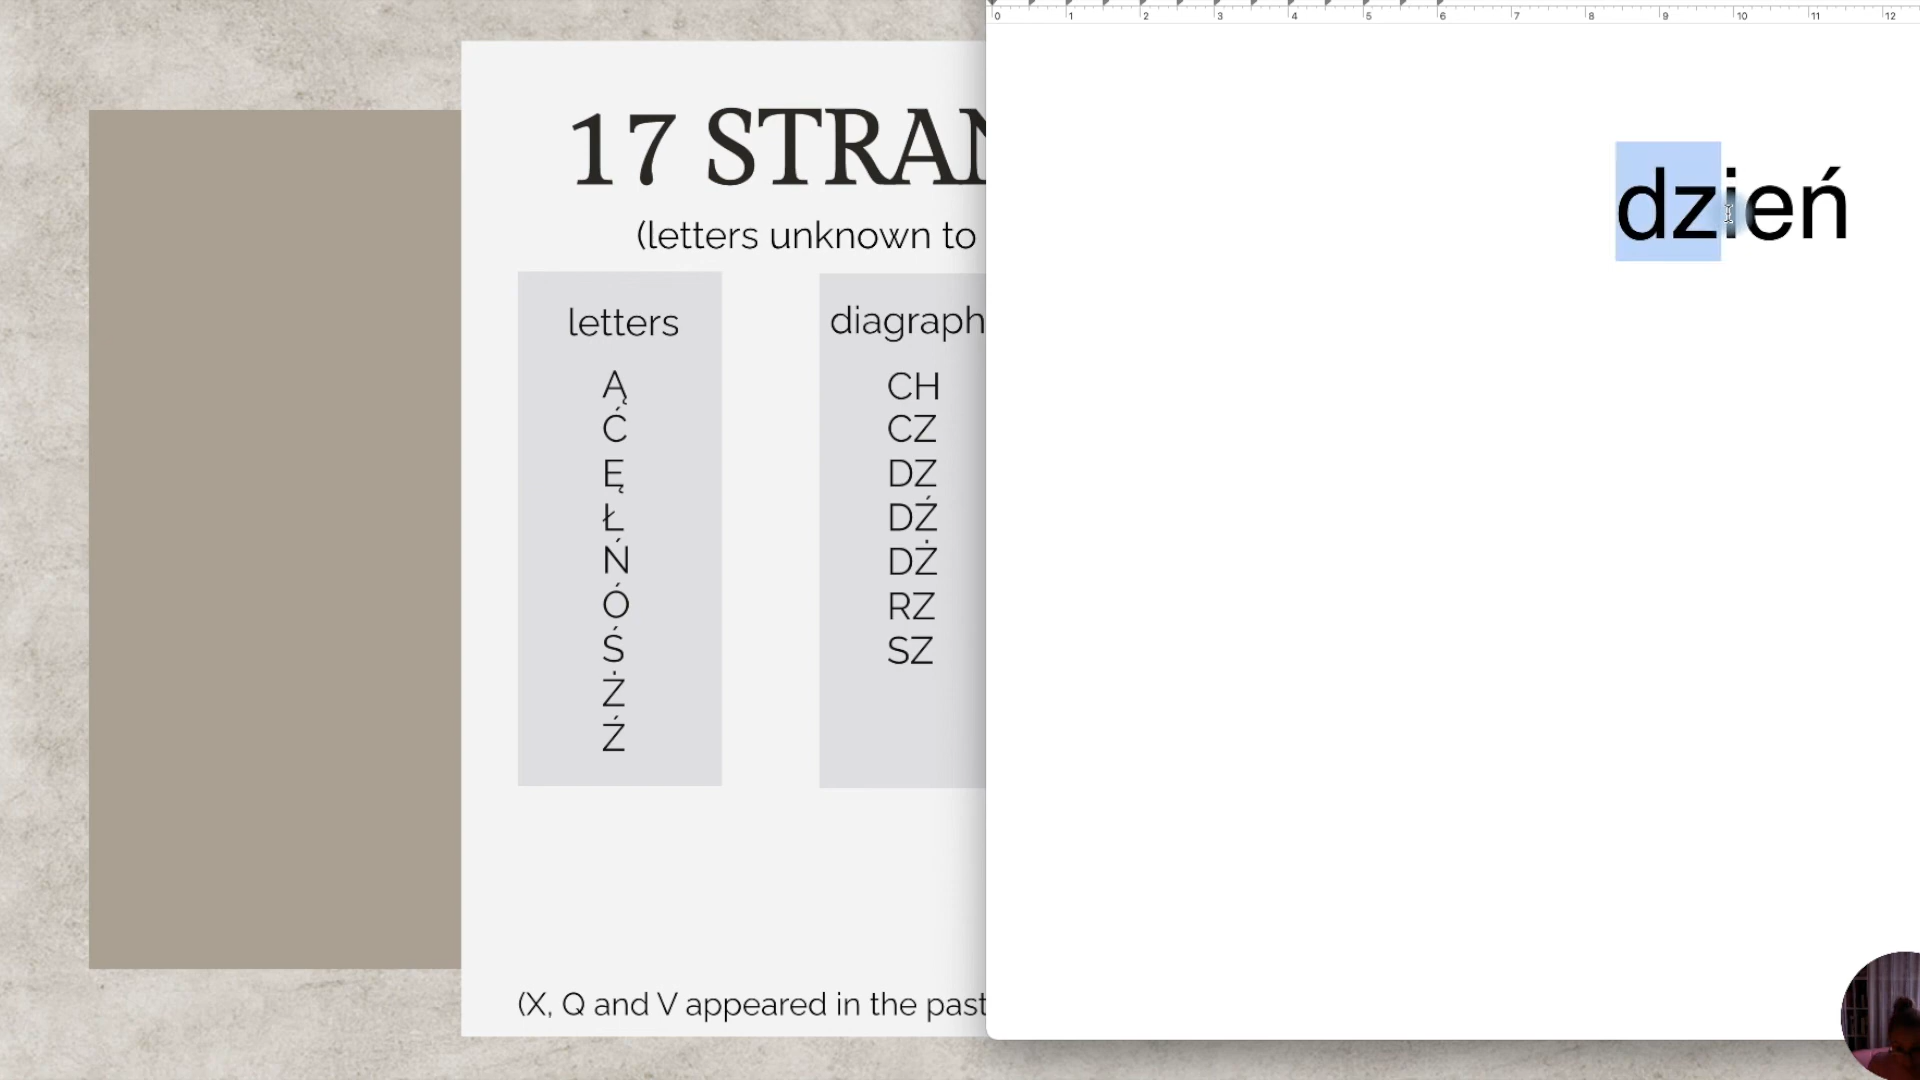 17 STRAN
(letters unknown to
letters
Ą
Ć
Ę
Ł
Ń
Ó
Ś
Ż
Ź
diagraph
CH
CZ
DZ
DŹ
DŻ
RZ
SZ
(X, Q and V appeared in the past
0 1 2 3 4 5 6 7 8 9 10 11 12
dzień